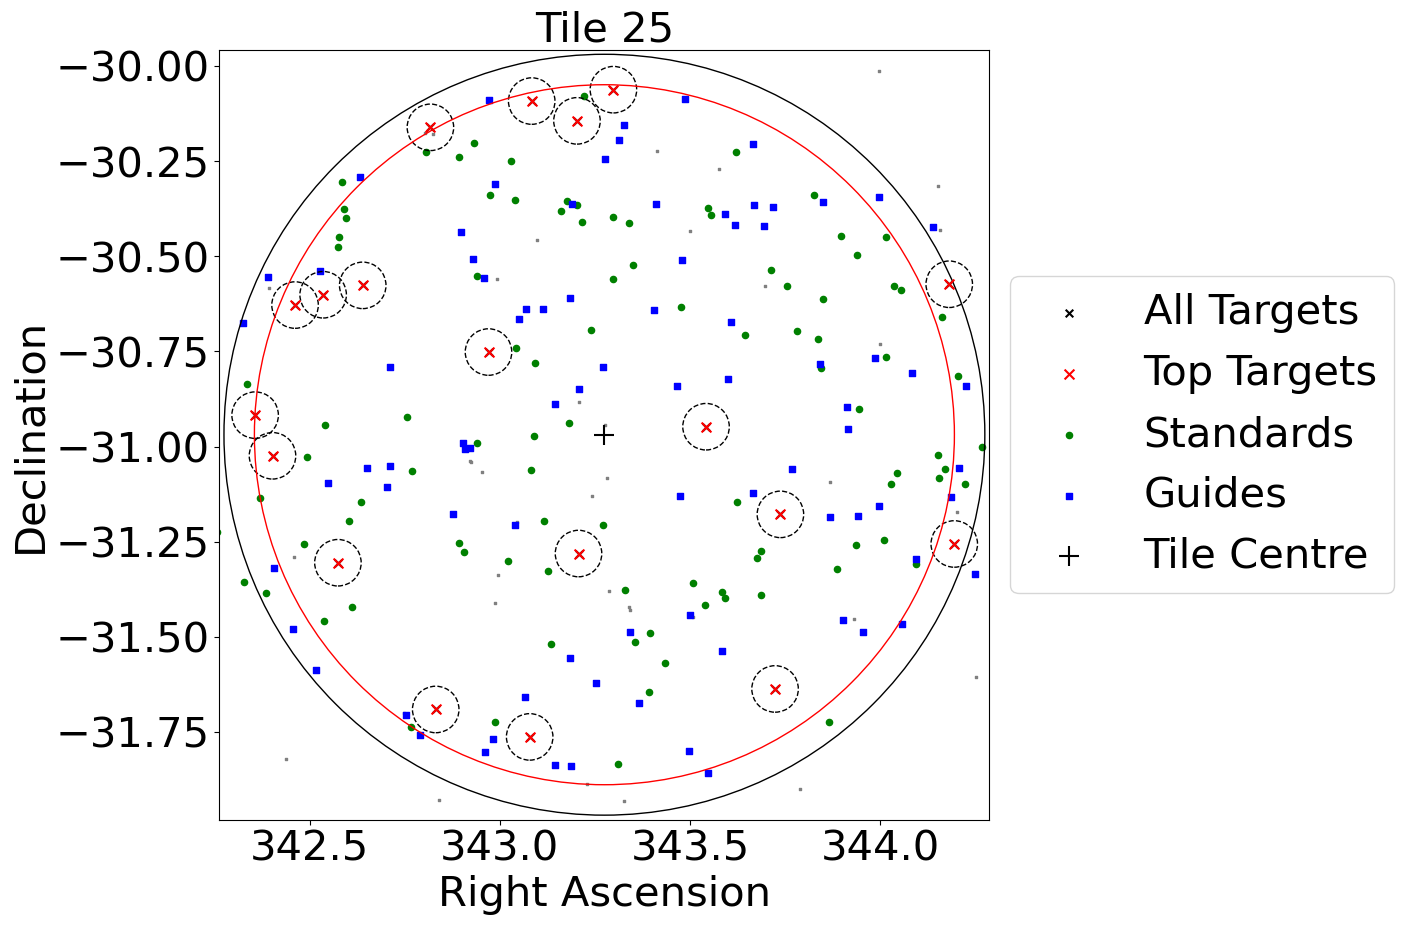 Tile 25
−30.00
−30.25
−30.50
−30.75
−31.00
−31.25
−31.50
−31.75
Declination
342.5 343.0 343.5 344.0
Right Ascension
All Targets
Top Targets
Standards
Guides
Tile Centre